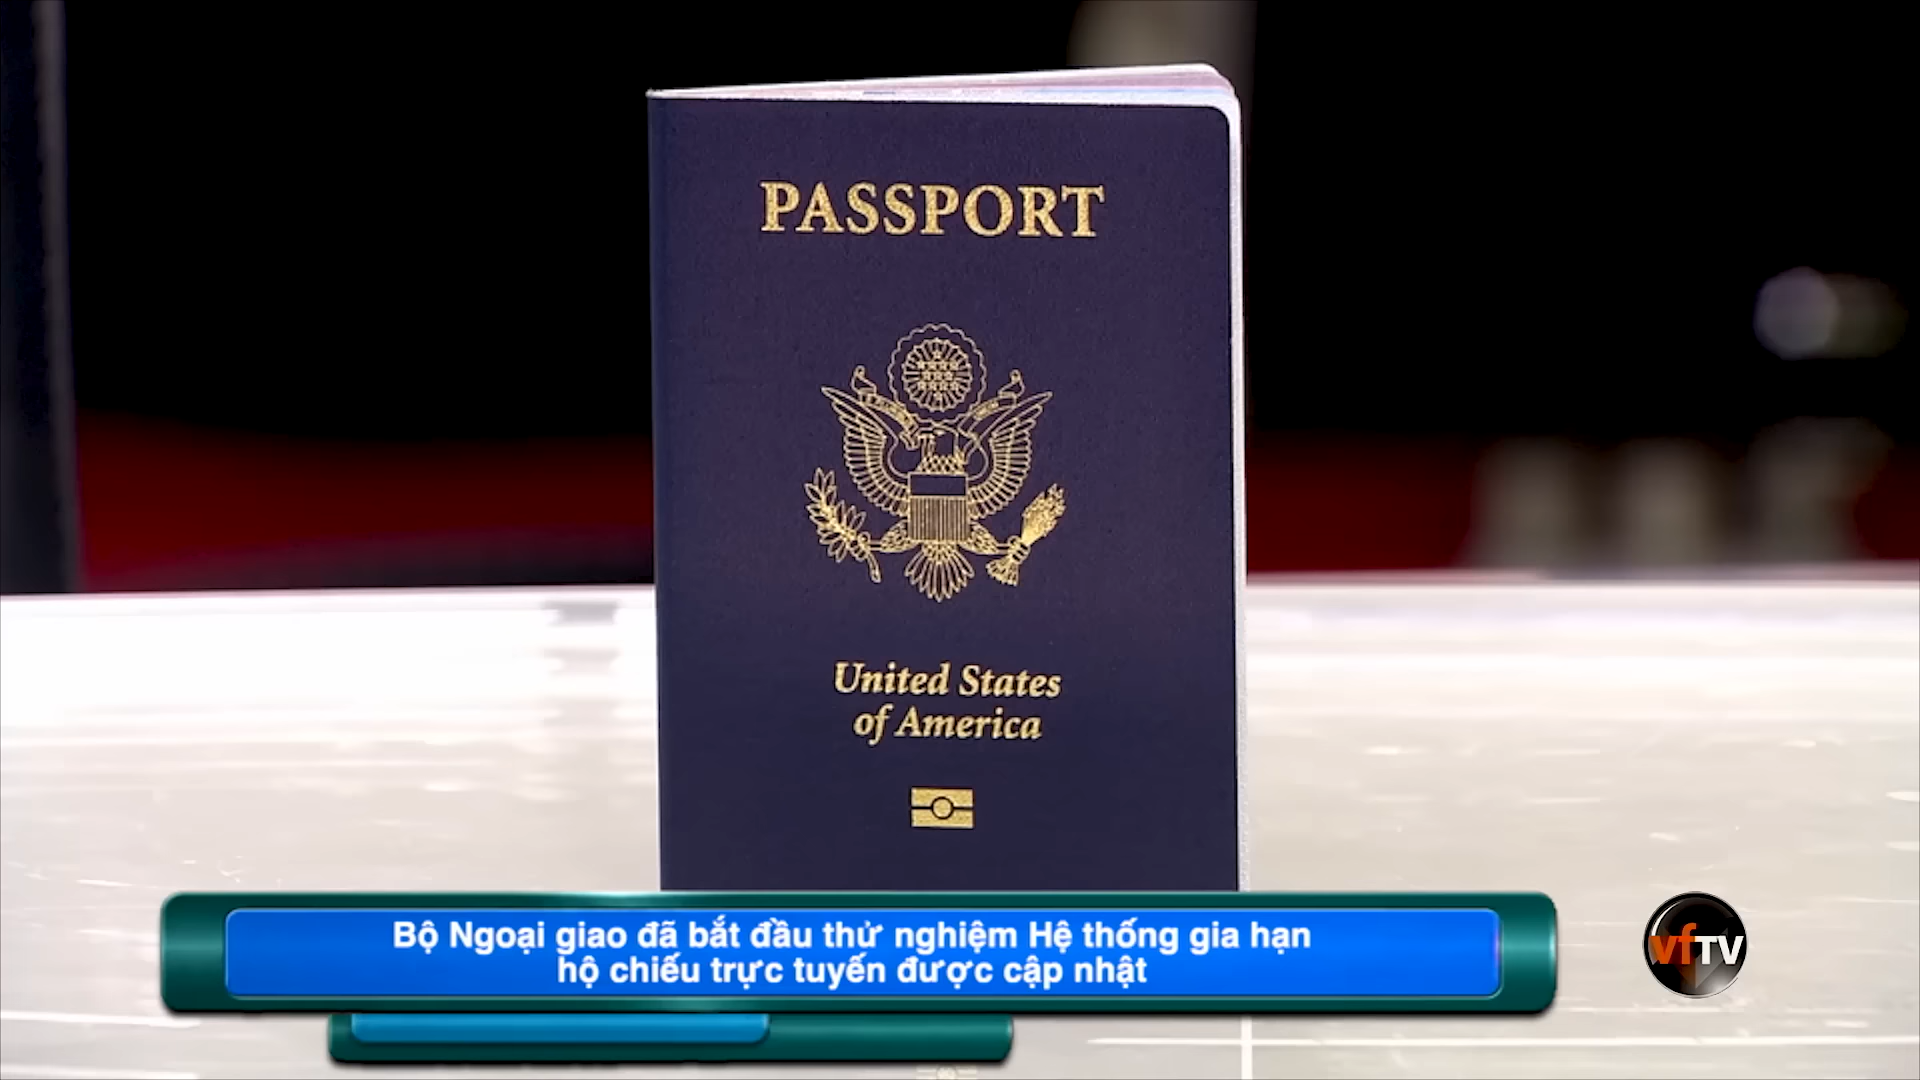 PASSPORT
United States
of America
Bộ Ngoại giao đã bắt đầu thử nghiệm Hệ thống gia hạn
hộ chiếu trực tuyến được cập nhật
vfTV